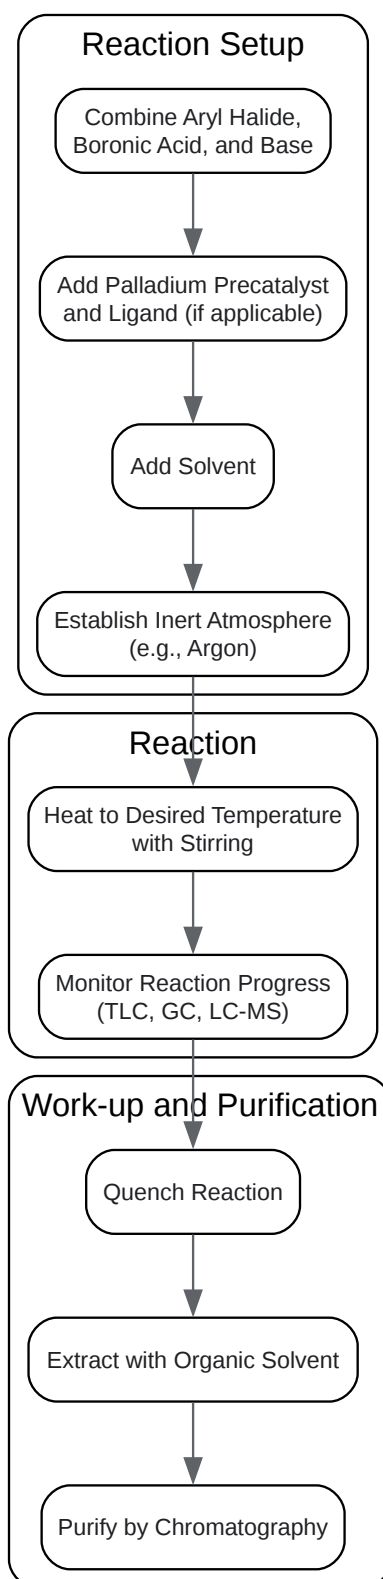 Reaction Setup
Combine Aryl Halide,
Boronic Acid, and Base
Add Palladium Precatalyst
and Ligand (if applicable)
Add Solvent
Establish Inert Atmosphere
(e.g., Argon)
Reaction
Heat to Desired Temperature
with Stirring
Monitor Reaction Progress
(TLC, GC, LC-MS)
Work-up and Purification
Quench Reaction
Extract with Organic Solvent
Purify by Chromatography